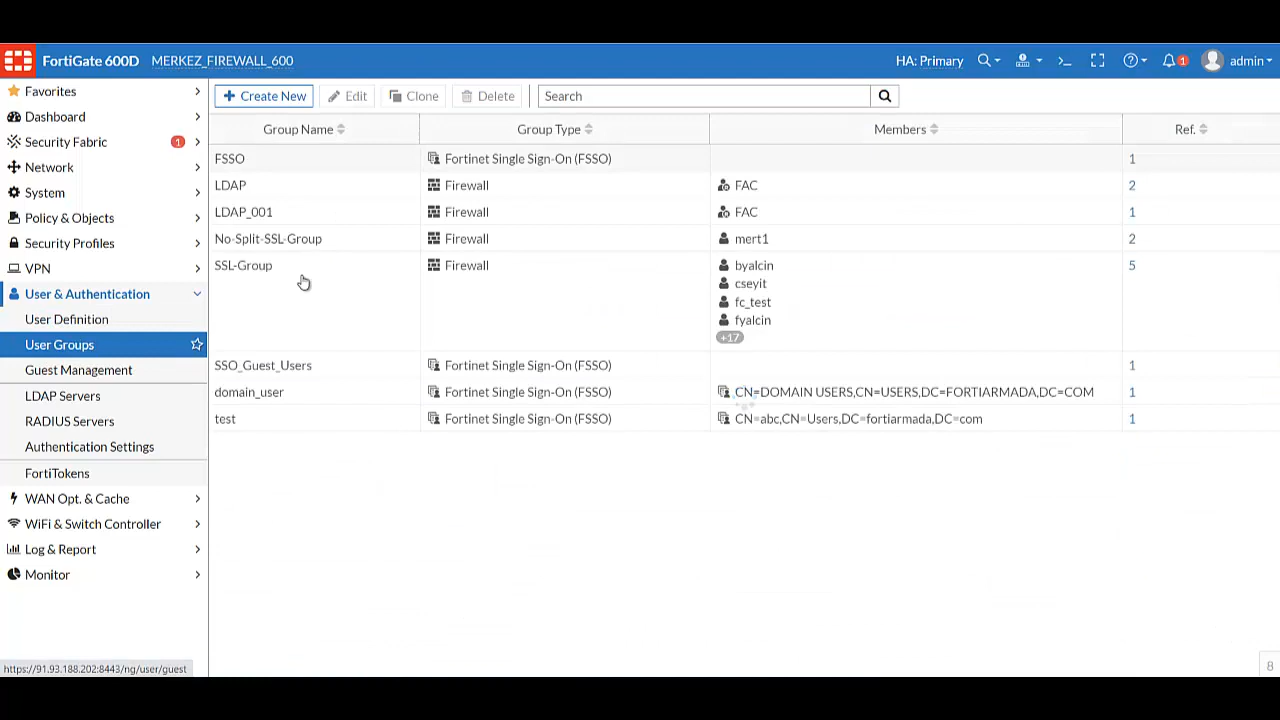 FortiGate 600D MERKEZ_FIREWALL_600 HA: Primary 1 admin
Favorites
Dashboard
Security Fabric 1
Network
System
Policy & Objects
Security Profiles
VPN
User & Authentication
User Definition
User Groups
Guest Management
LDAP Servers
RADIUS Servers
Authentication Settings
FortiTokens
WAN Opt. & Cache
WiFi & Switch Controller
Log & Report
Monitor
https://91.93.188.202:8443/ng/user/guest
+ Create New Edit Clone Delete Search
Group Name Group Type Members Ref.
FSSO Fortinet Single Sign-On (FSSO) 1
LDAP Firewall FAC 2
LDAP_001 Firewall FAC 1
No-Split-SSL-Group Firewall mert1 2
SSL-Group Firewall byalcin 5
cseyit
fc_test
fyalcin
+17
SSO_Guest_Users Fortinet Single Sign-On (FSSO) 1
domain_user Fortinet Single Sign-On (FSSO) CN=DOMAIN USERS,CN=USERS,DC=FORTIARMADA,DC=COM 1
test Fortinet Single Sign-On (FSSO) CN=abc,CN=Users,DC=fortiarmada,DC=com 1
8